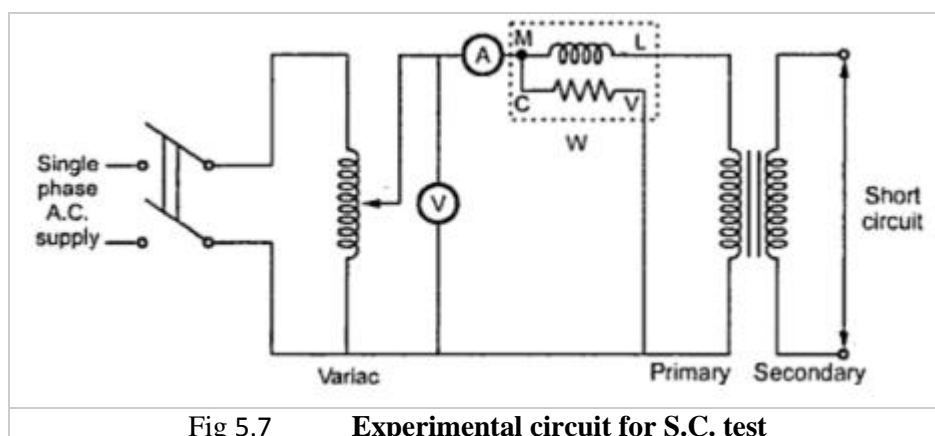 M
L
A
C
V
W
Single
phase
A.C.
supply
V
Short
circuit
Variac
Primary
Secondary
Fig 5.7 Experimental circuit for S.C. test